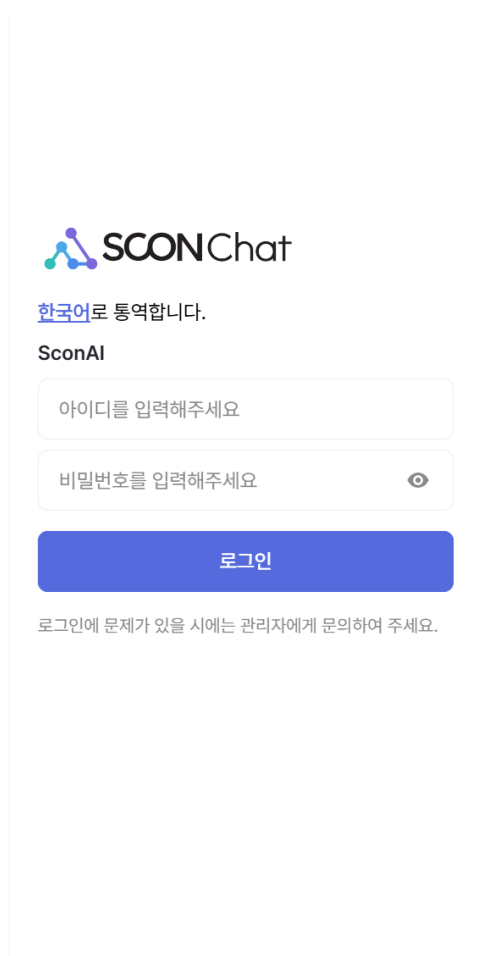 SCON Chat
한국어로 통역합니다.
SconAI
아이디를 입력해주세요
비밀번호를 입력해주세요
로그인
로그인에 문제가 있을 시에는 관리자에게 문의하여 주세요.